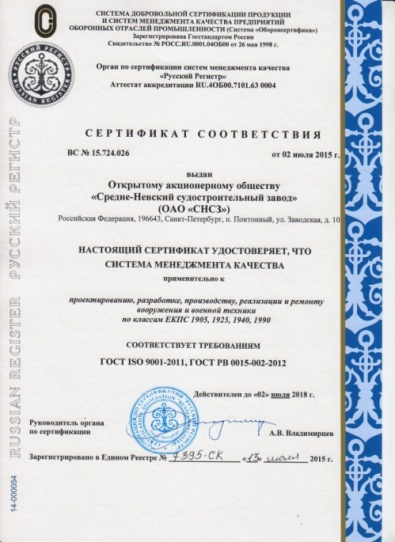 СИСТЕМА ДОБРОВОЛЬНОЙ СЕРТИФИКАЦИИ ПРОДУКЦИИ
И СИСТЕМ МЕНЕДЖМЕНТА КАЧЕСТВА ПРЕДПРИЯТИЙ
ОБОРОННЫХ ОТРАСЛЕЙ ПРОМЫШЛЕННОСТИ (Система «Оборонсертифика»)
Зарегистрирована Госстандартом России
Свидетельство № РОСС.RU.0001.04ОБ00 от 26 мая 1998 г.
РУССКИЙ РЕГИСТР
RUSSIAN REGISTER
Орган по сертификации систем менеджмента качества
«Русский Регистр»
Аттестат аккредитации RU.4ОБ00.7101.63 0004
СЕРТИФИКАТ СООТВЕТСТВИЯ
ВС № 15.724.026
от 02 июля 2015 г.
выдан
Открытому акционерному обществу
«Средне-Невский судостроительный завод»
(ОАО «СНСЗ»)
Российская Федерация, 196643, Санкт-Петербург, п. Понтонный, ул. Заводская, д. 10
НАСТОЯЩИЙ СЕРТИФИКАТ УДОСТОВЕРЯЕТ, ЧТО
СИСТЕМА МЕНЕДЖМЕНТА КАЧЕСТВА
применительно к
проектированию, разработке, производству, реализации и ремонту
вооружения и военной техники
по классам ЕКПС 1905, 1925, 1940, 1990
СООТВЕТСТВУЕТ ТРЕБОВАНИЯМ
ГОСТ ISO 9001-2011, ГОСТ РВ 0015-002-2012
Действителен до «02» июля 2018 г.
Руководитель органа
по сертификации
А.В. Владимирцев
Зарегистрировано в Едином Реестре № 7395-СК «13» июля 2015 г.
RUSSIAN REGISTER РУССКИЙ РЕГИСТР
14-000054